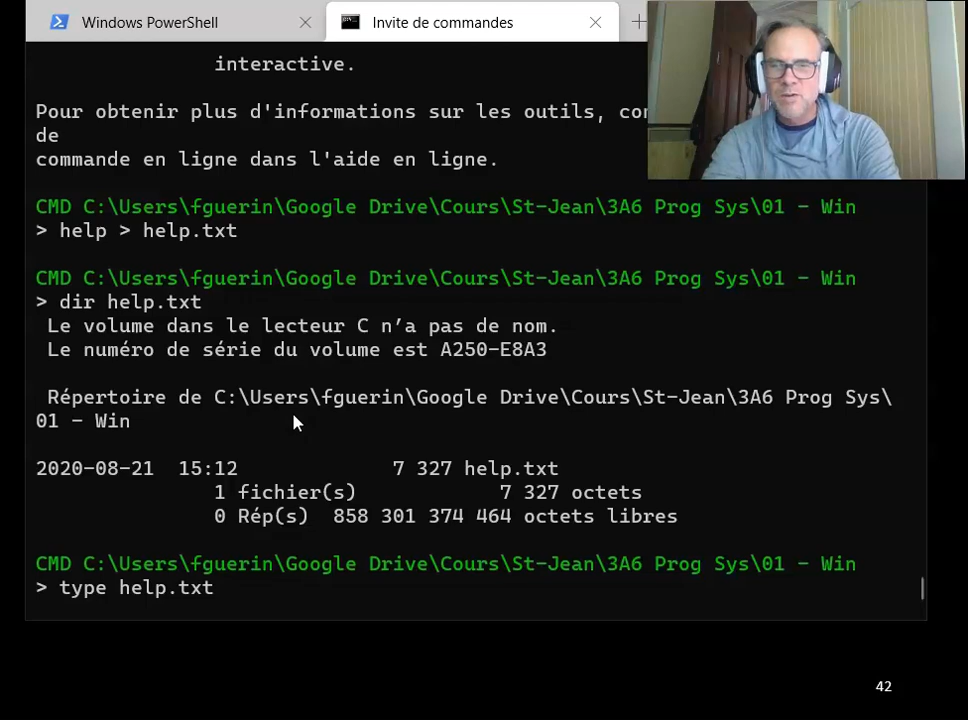 Windows PowerShell
Invite de commandes
interactive.
Pour obtenir plus d'informations sur les outils,
de
commande en ligne dans l'aide en ligne.
CMD C:\Users\fguerin\Google Drive\Cours\St-Jean\3A6 Prog Sys\01 - Win
> help > help.txt
CMD C:\Users\fguerin\Google Drive\Cours\St-Jean\3A6 Prog Sys\01 - Win
> dir help.txt
Le volume dans le lecteur C n’a pas de nom.
Le numéro de série du volume est A250-E8A3
Répertoire de C:\Users\fguerin\Google Drive\Cours\St-Jean\3A6 Prog Sys\
01 - Win
2020-08-21 15:12 7 327 help.txt
1 fichier(s) 7 327 octets
0 Rép(s) 858 301 374 464 octets libres
CMD C:\Users\fguerin\Google Drive\Cours\St-Jean\3A6 Prog Sys\01 - Win
> type help.txt
42